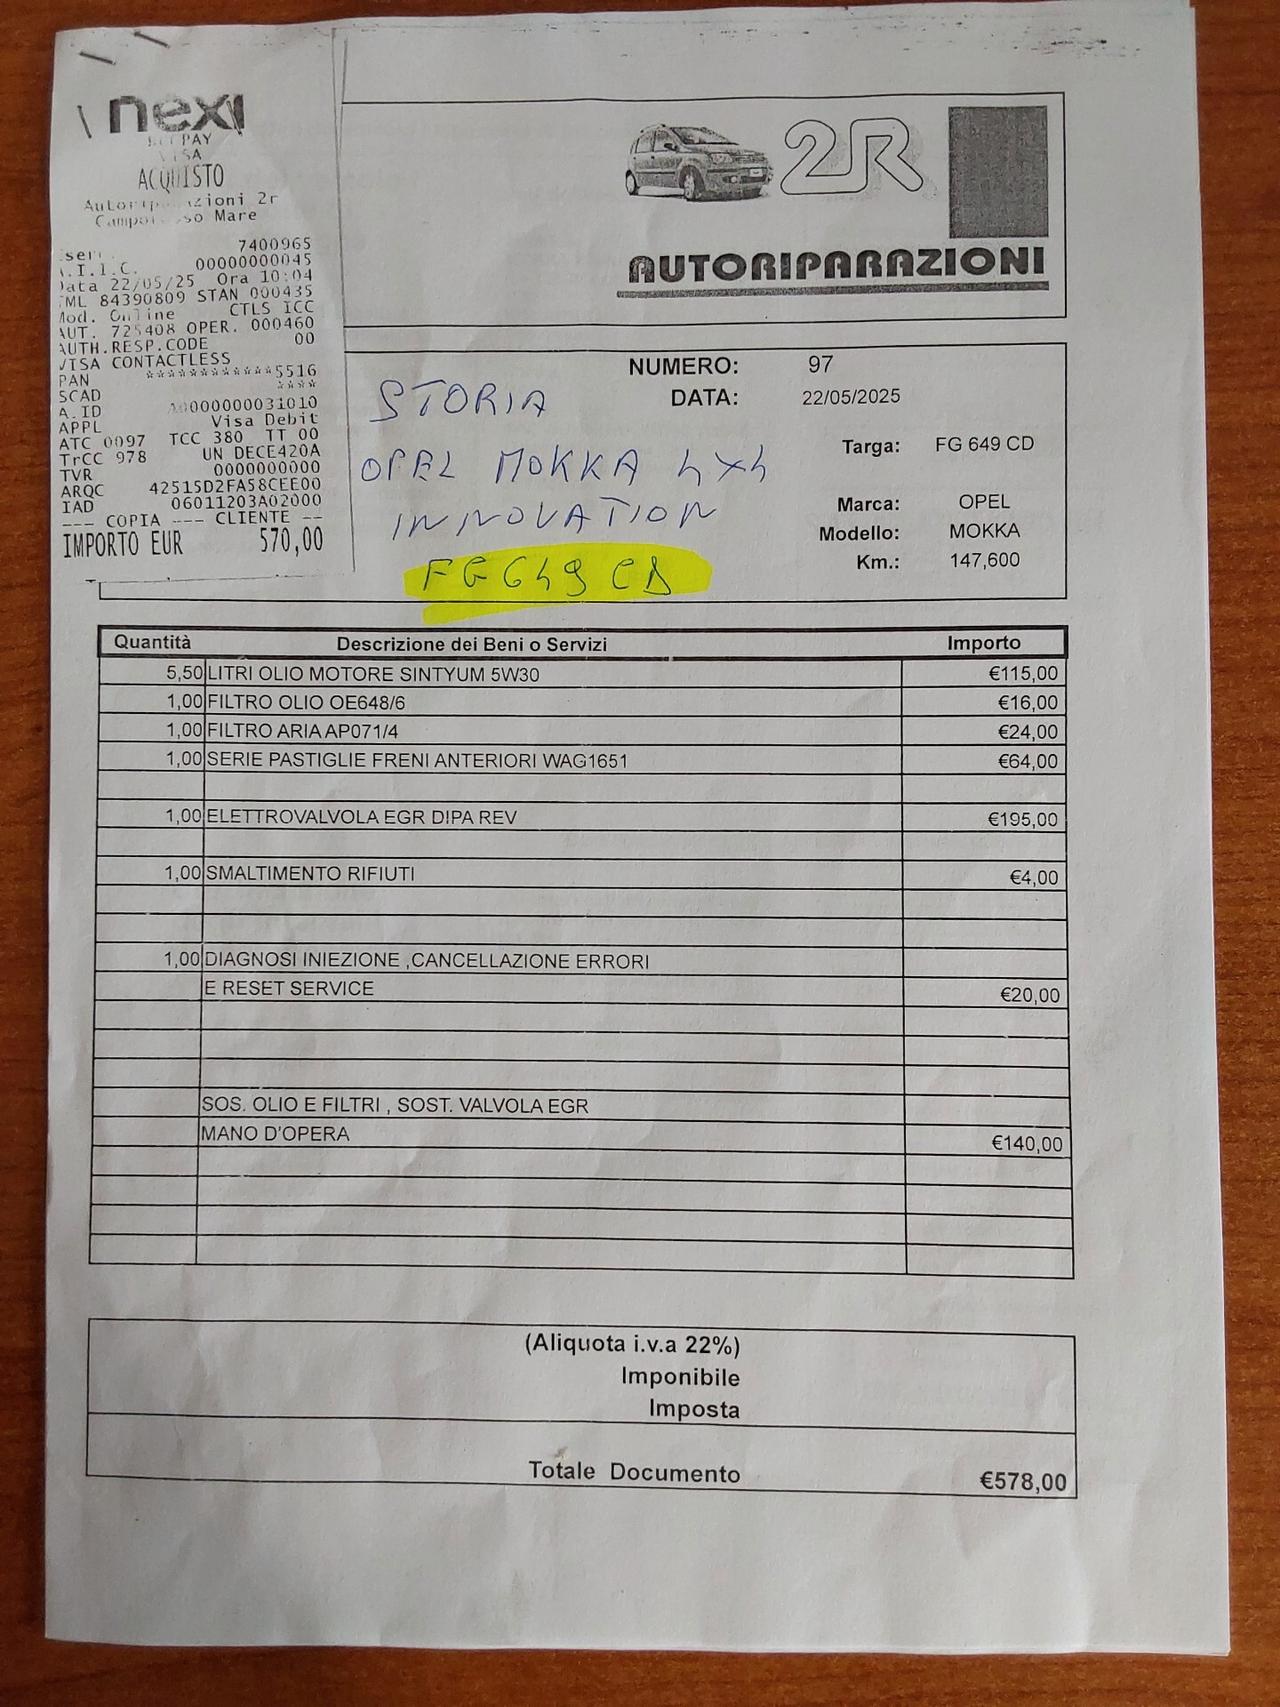 nexi
PAY
ACQUISTO
2r
Mare
7400965
00000000045
22/05/25 Ora 10:04
84390809 STAN 000435
Mod. Online CTLS ICC
AUT. 725408 OPER. 000460
AUTH.RESP.CODE 00
VISA CONTACTLESS
PAN ************5516
SCAD ****
A.ID A0000000031010
APPL Visa Debit
ATC 0097 TCC 380 TT 00
TrCC 978 UN DECE420A
TVR 0000000000
ARQC 42515D2FA58CEE00
IAD 06011203A02000
--- COPIA --- CLIENTE --
IMPORTO EUR 570,00
2R
AUTORIPARAZIONI
NUMERO: 97
DATA: 22/05/2025
Targa: FG 649 CD
Marca: OPEL
Modello: MOKKA
Km.: 147,600
STORIA
OPEL MOKKA 4x4
INNOVATION
FG649 CD
Quantità Descrizione dei Beni o Servizi Importo
5,50 LITRI OLIO MOTORE SINTYUM 5W30 €115,00
1,00 FILTRO OLIO OE648/6 €16,00
1,00 FILTRO ARIA AP071/4 €24,00
1,00 SERIE PASTIGLIE FRENI ANTERIORI WAG1651 €64,00
1,00 ELETTROVALVOLA EGR DIPA REV €195,00
1,00 SMALTIMENTO RIFIUTI €4,00
1,00 DIAGNOSI INIEZIONE ,CANCELLAZIONE ERRORI
E RESET SERVICE €20,00
SOS. OLIO E FILTRI , SOST. VALVOLA EGR
MANO D'OPERA €140,00
(Aliquota i.v.a 22%)
Imponibile
Imposta
Totale Documento €578,00